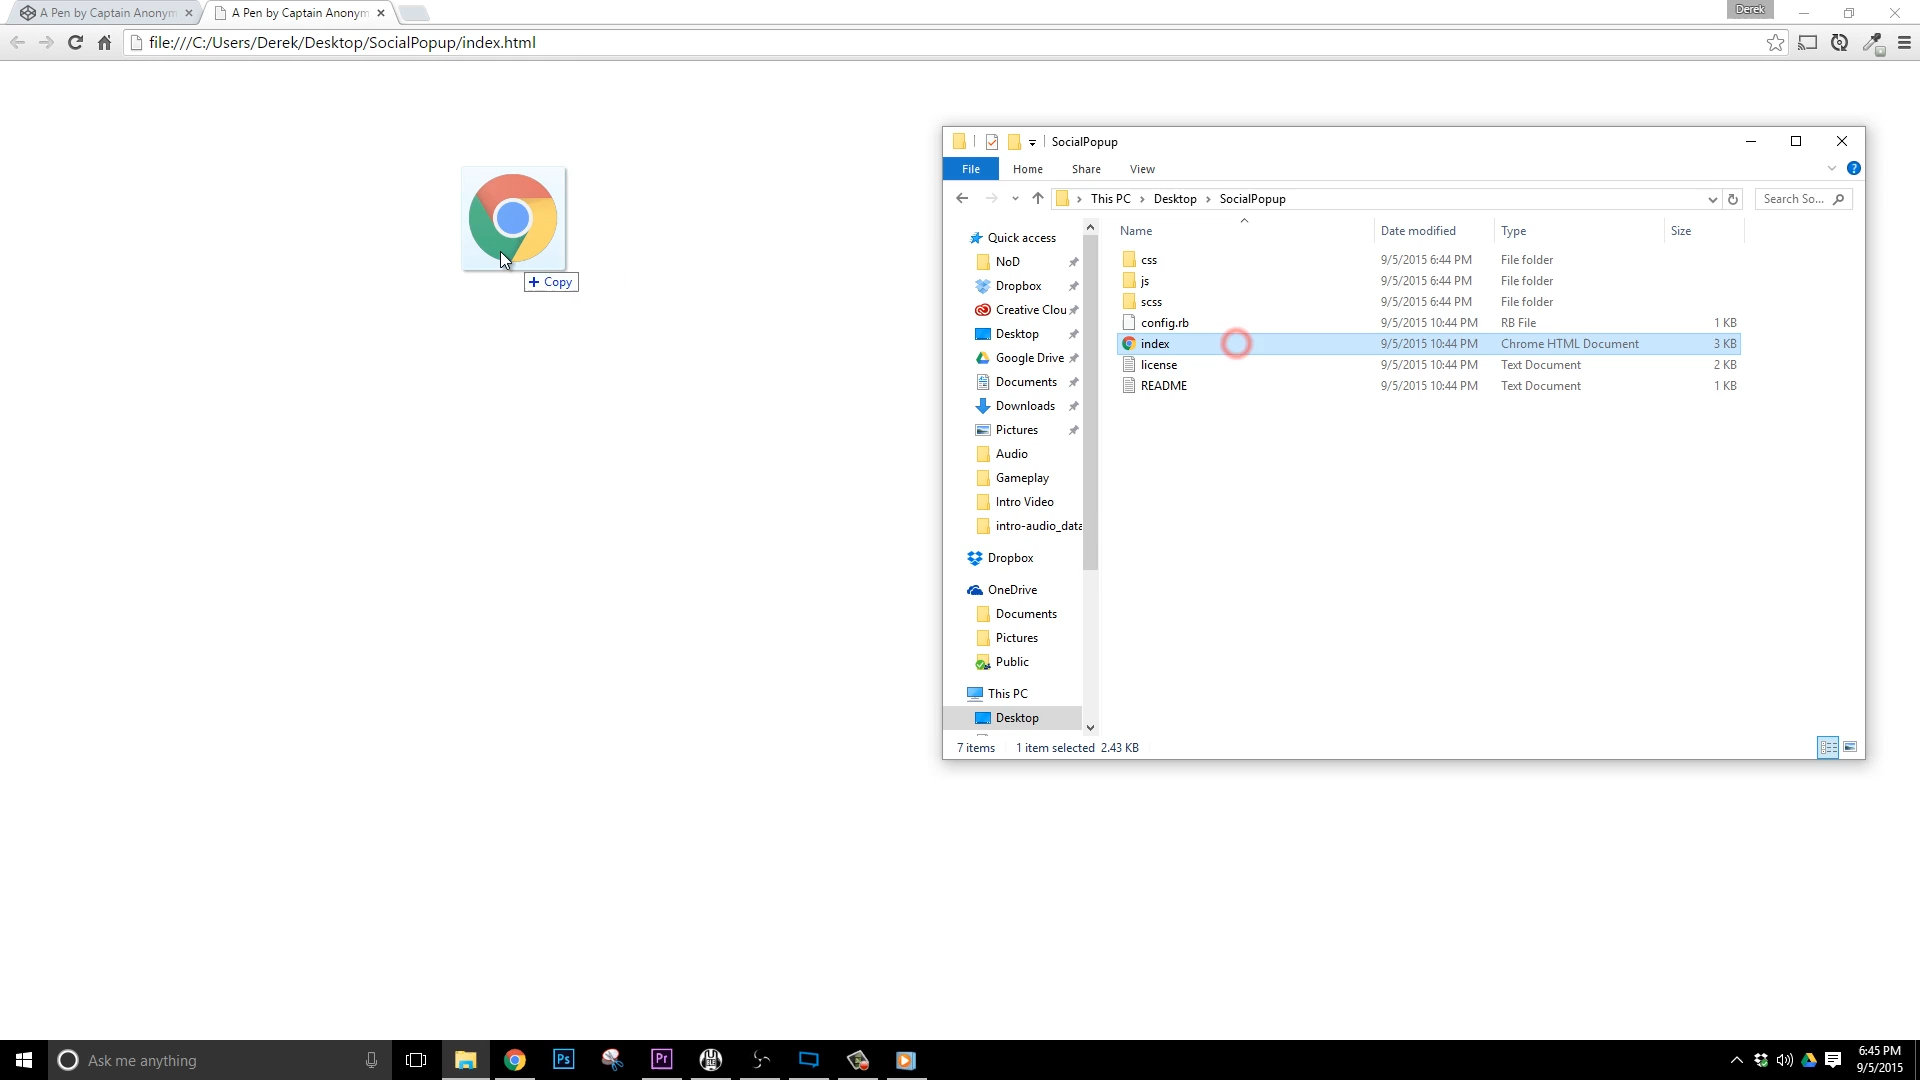 A Pen by Captain Anonym
A Pen by Captain Anonym
Derek
file:///C:/Users/Derek/Desktop/SocialPopup/index.html
+ Copy
SocialPopup
File Home Share View
This PC Desktop SocialPopup
Search So...
Quick access
NoD
Dropbox
Creative Clou
Desktop
Google Drive
Documents
Downloads
Pictures
Audio
Gameplay
Intro Video
intro-audio_data
Dropbox
OneDrive
Documents
Pictures
Public
This PC
Desktop
Name Date modified Type Size
css 9/5/2015 6:44 PM File folder
js 9/5/2015 6:44 PM File folder
scss 9/5/2015 6:44 PM File folder
config.rb 9/5/2015 10:44 PM RB File 1 KB
index 9/5/2015 10:44 PM Chrome HTML Document 3 KB
license 9/5/2015 10:44 PM Text Document 2 KB
README 9/5/2015 10:44 PM Text Document 1 KB
7 items 1 item selected 2.43 KB
Ask me anything
Ps
Pr
6:45 PM
9/5/2015